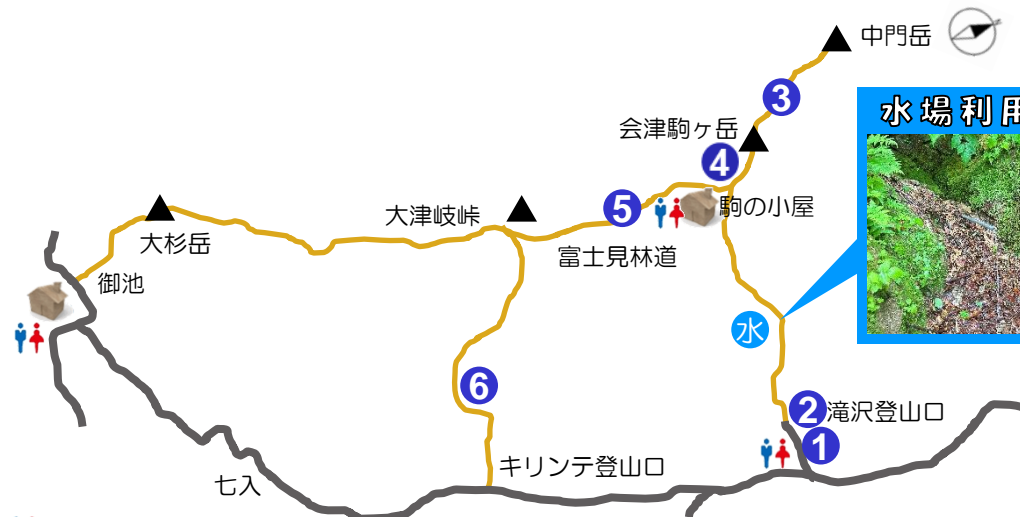 中門岳
3
水場利用
会津駒ヶ岳
4
駒の小屋
5
大津岐峠
富士見林道
大杉岳
御池
水
6
2
滝沢登山口
1
キリンテ登山口
七入